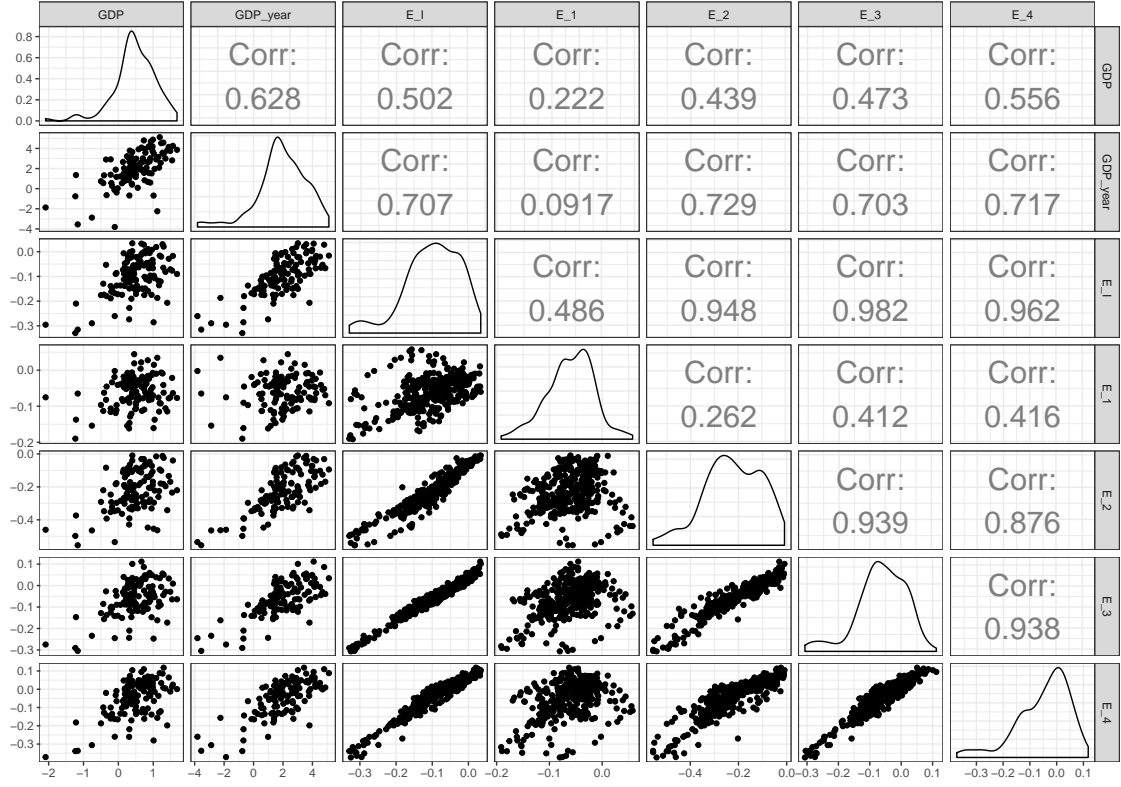 GDP GDP_year E_I E_1 E_2 E_3 E_4
0.8 0.6 0.4 0.2 0.0
Corr: 0.628
Corr: 0.502
Corr: 0.222
Corr: 0.439
Corr: 0.473
Corr: 0.556
GDP
4 2 0 −2 −4
Corr: 0.707
Corr: 0.0917
Corr: 0.729
Corr: 0.703
Corr: 0.717
GDP_year
0.0 −0.1 −0.2 −0.3
Corr: 0.486
Corr: 0.948
Corr: 0.982
Corr: 0.962
E_I
0.0 −0.1 −0.2
Corr: 0.262
Corr: 0.412
Corr: 0.416
E_1
0.0 −0.2 −0.4
Corr: 0.939
Corr: 0.876
E_2
0.1 0.0 −0.1 −0.2 −0.3
Corr: 0.938
E_3
0.1 0.0 −0.1 −0.2 −0.3
E_4
−2 −1 0 1 −4 −2 0 2 4 −0.3 −0.2 −0.1 0.0 −0.2 −0.1 0.0 −0.4 −0.2 0.0 −0.3 −0.2 −0.1 0.0 0.1 −0.3 −0.2 −0.1 0.0 0.1